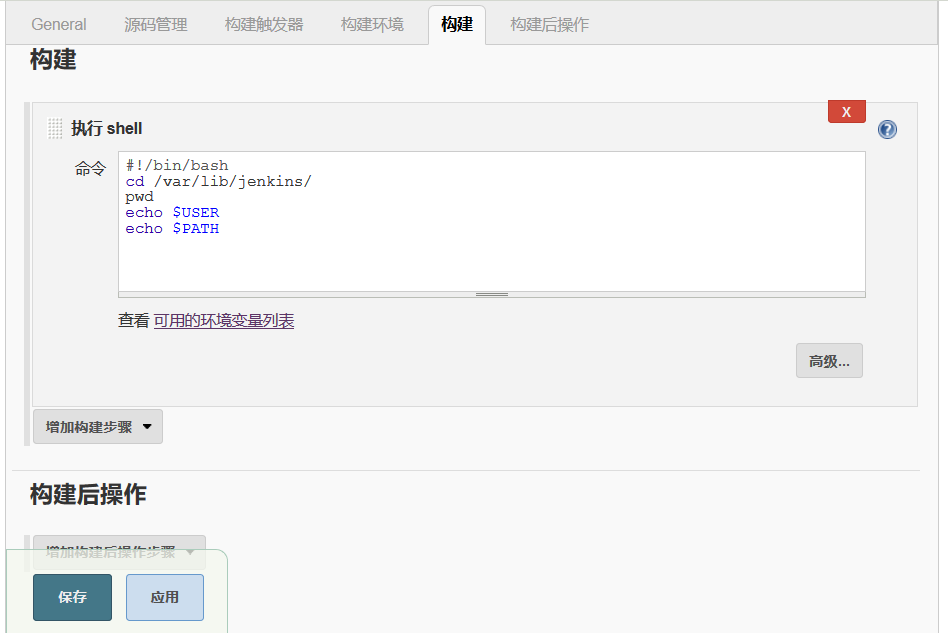 General 源码管理 构建触发器 构建环境 构建 构建后操作
构建
X
执行 shell
命令
#!/bin/bash
cd /var/lib/jenkins/
pwd
echo $USER
echo $PATH
查看 可用的环境变量列表
高级...
增加构建步骤
构建后操作
增加构建后操作步骤
保存 应用